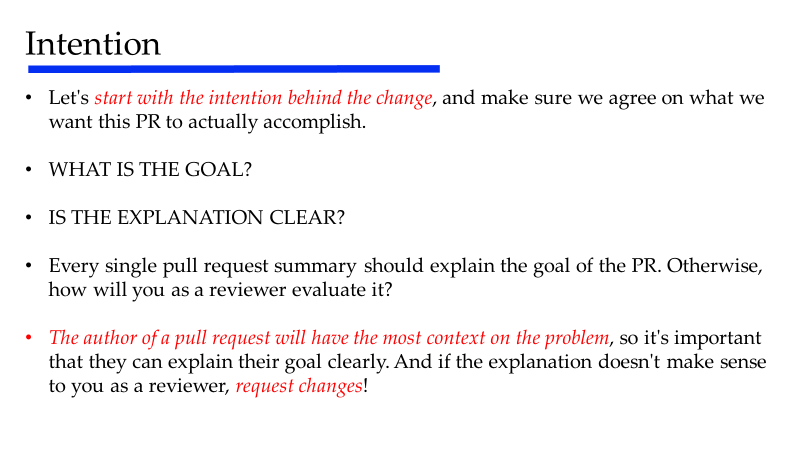 Intention
• Let's start with the intention behind the change, and make sure we agree on what we
want this PR to actually accomplish.
• WHAT IS THE GOAL?
• IS THE EXPLANATION CLEAR?
• Every single pull request summary should explain the goal of the PR. Otherwise,
how will you as a reviewer evaluate it?
• The author of a pull request will have the most context on the problem, so it's important
that they can explain their goal clearly. And if the explanation doesn't make sense
to you as a reviewer, request changes!